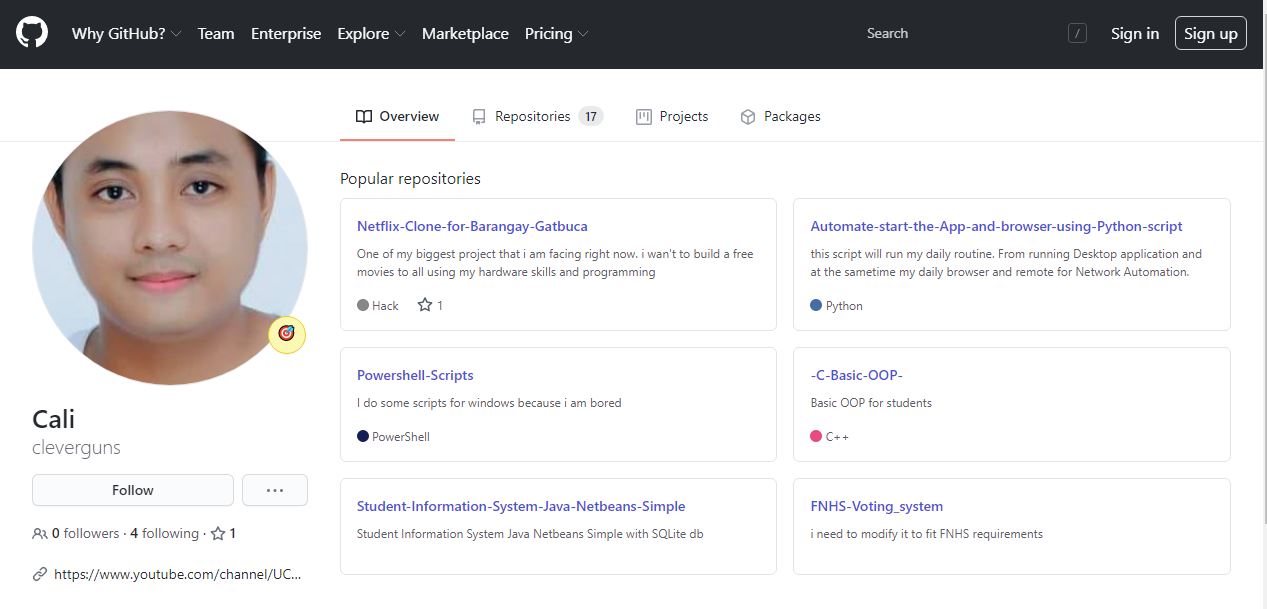 Why GitHub? Team Enterprise Explore Marketplace Pricing Search / Sign in Sign up
Overview Repositories 17 Projects Packages
Popular repositories
Netflix-Clone-for-Barangay-Gatbuca
One of my biggest poject that i am facing right now. i wan't to build a free
movies to all using my hardware skills and programming
Hack 1
Automate-start-the-App-and-browser-using-Python-script
this script will run my daily routine. From running Desktop application and
at the sametime my daily browser and remote for Network Automation.
Python
Powershell-Scripts
I do some scripts for windows because i am bored
PowerShell
-C-Basic-OOP-
Basic OOP for students
C++
Student-Information-System-Java-Netbeans-Simple
Student Information System Java Netbeans Simple with SQLite db
FNHS-Voting_system
i need to modify it to fit FNHS requirements
Cali
cleverguns
Follow ...
0 followers · 4 following · 1
https://www.youtube.com/channel/UC...